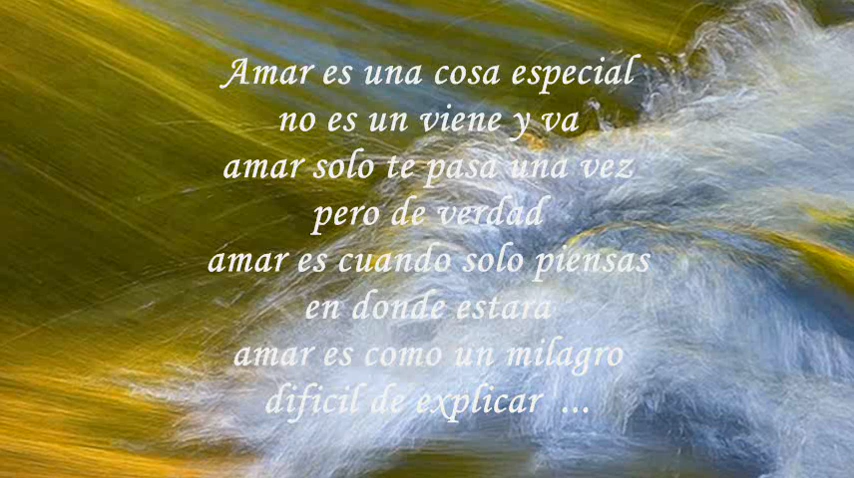 Amar es una cosa especial
no es un viene y va
amar solo te pasa una vez
pero de verdad
amar es cuando solo piensas
en donde estara
amar es como un milagro
dificil de explicar ...